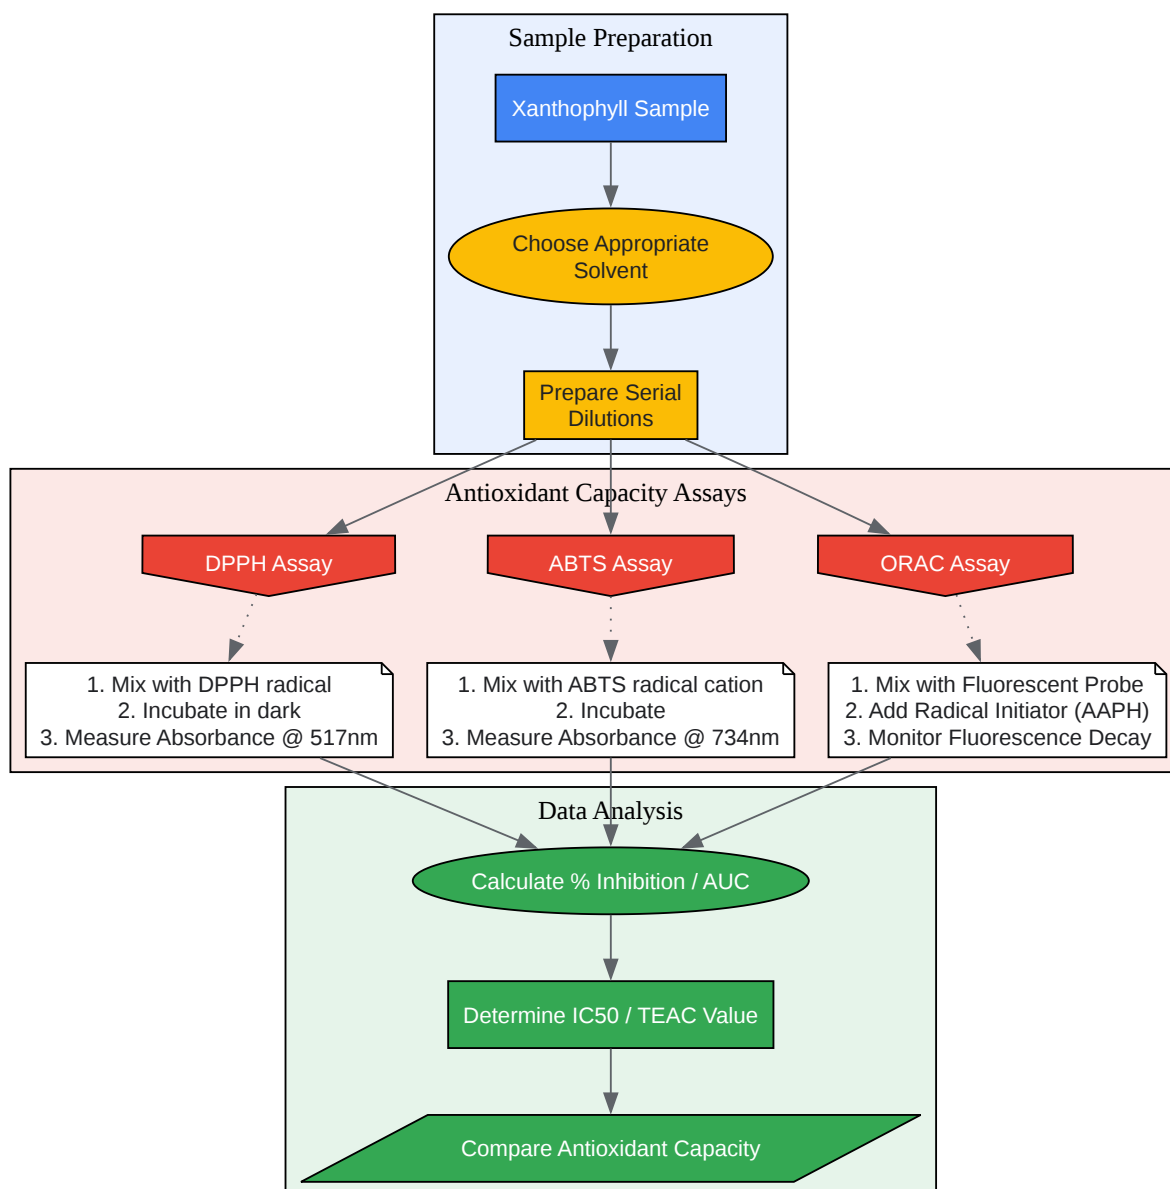 Sample Preparation
Xanthophyll Sample
Choose Appropriate
Solvent
Prepare Serial
Dilutions
Antioxidant Capacity Assays
DPPH Assay
ABTS Assay
ORAC Assay
1. Mix with DPPH radical
2. Incubate in dark
3. Measure Absorbance @ 517nm
1. Mix with ABTS radical cation
2. Incubate
3. Measure Absorbance @ 734nm
1. Mix with Fluorescent Probe
2. Add Radical Initiator (AAPH)
3. Monitor Fluorescence Decay
Data Analysis
Calculate % Inhibition / AUC
Determine IC50 / TEAC Value
Compare Antioxidant Capacity